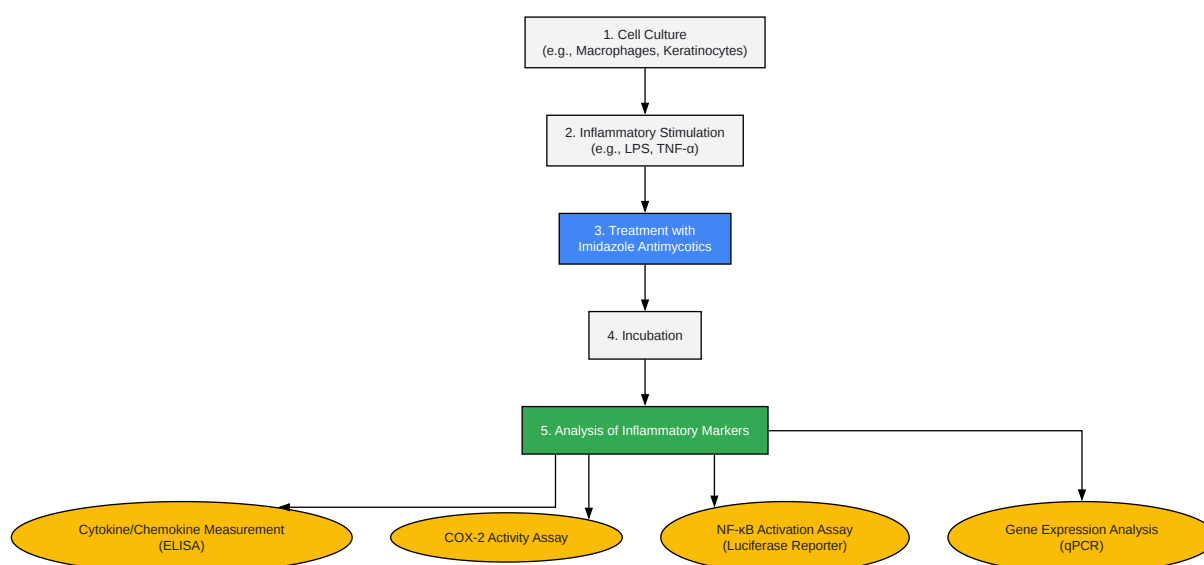 1. Cell Culture
(e.g., Macrophages, Keratinocytes)
2. Inflammatory Stimulation
(e.g., LPS, TNF-α)
3. Treatment with
Imidazole Antimycotics
4. Incubation
5. Analysis of Inflammatory Markers
Cytokine/Chemokine Measurement
(ELISA)
COX-2 Activity Assay
NF-κB Activation Assay
(Luciferase Reporter)
Gene Expression Analysis
(qPCR)